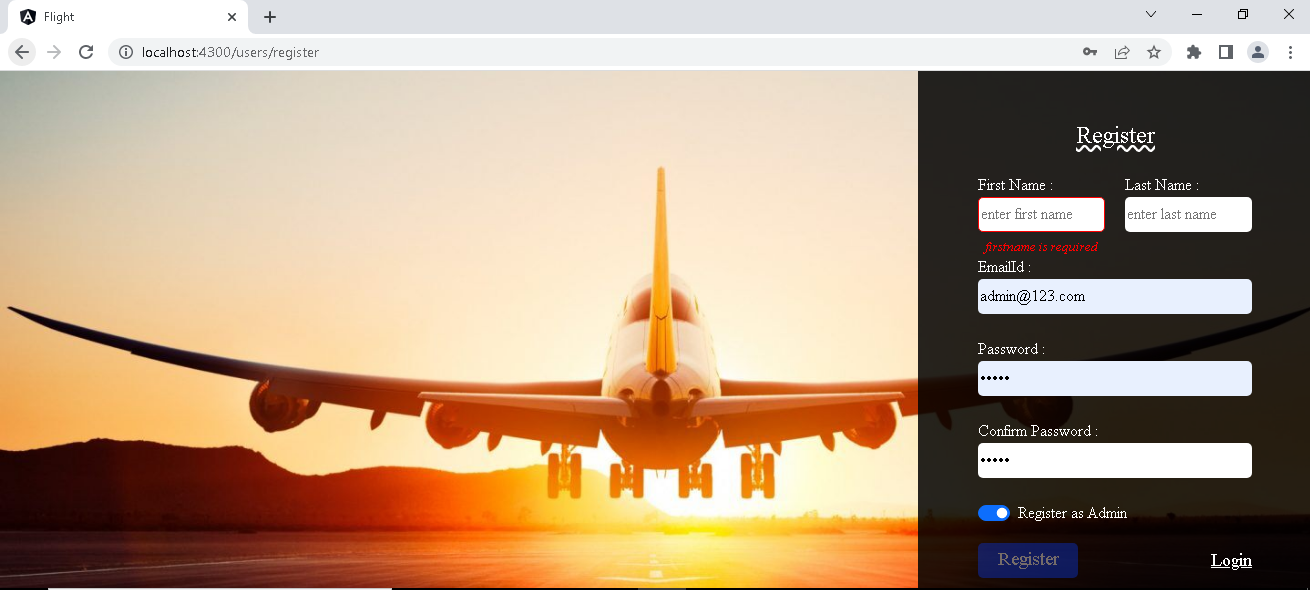 Flight
localhost:4300/users/register
Register
First Name :
Last Name :
enter first name
enter last name
firstname is required
EmailId :
admin@123.com
Password :
•••••
Confirm Password :
•••••
Register as Admin
Register
Login